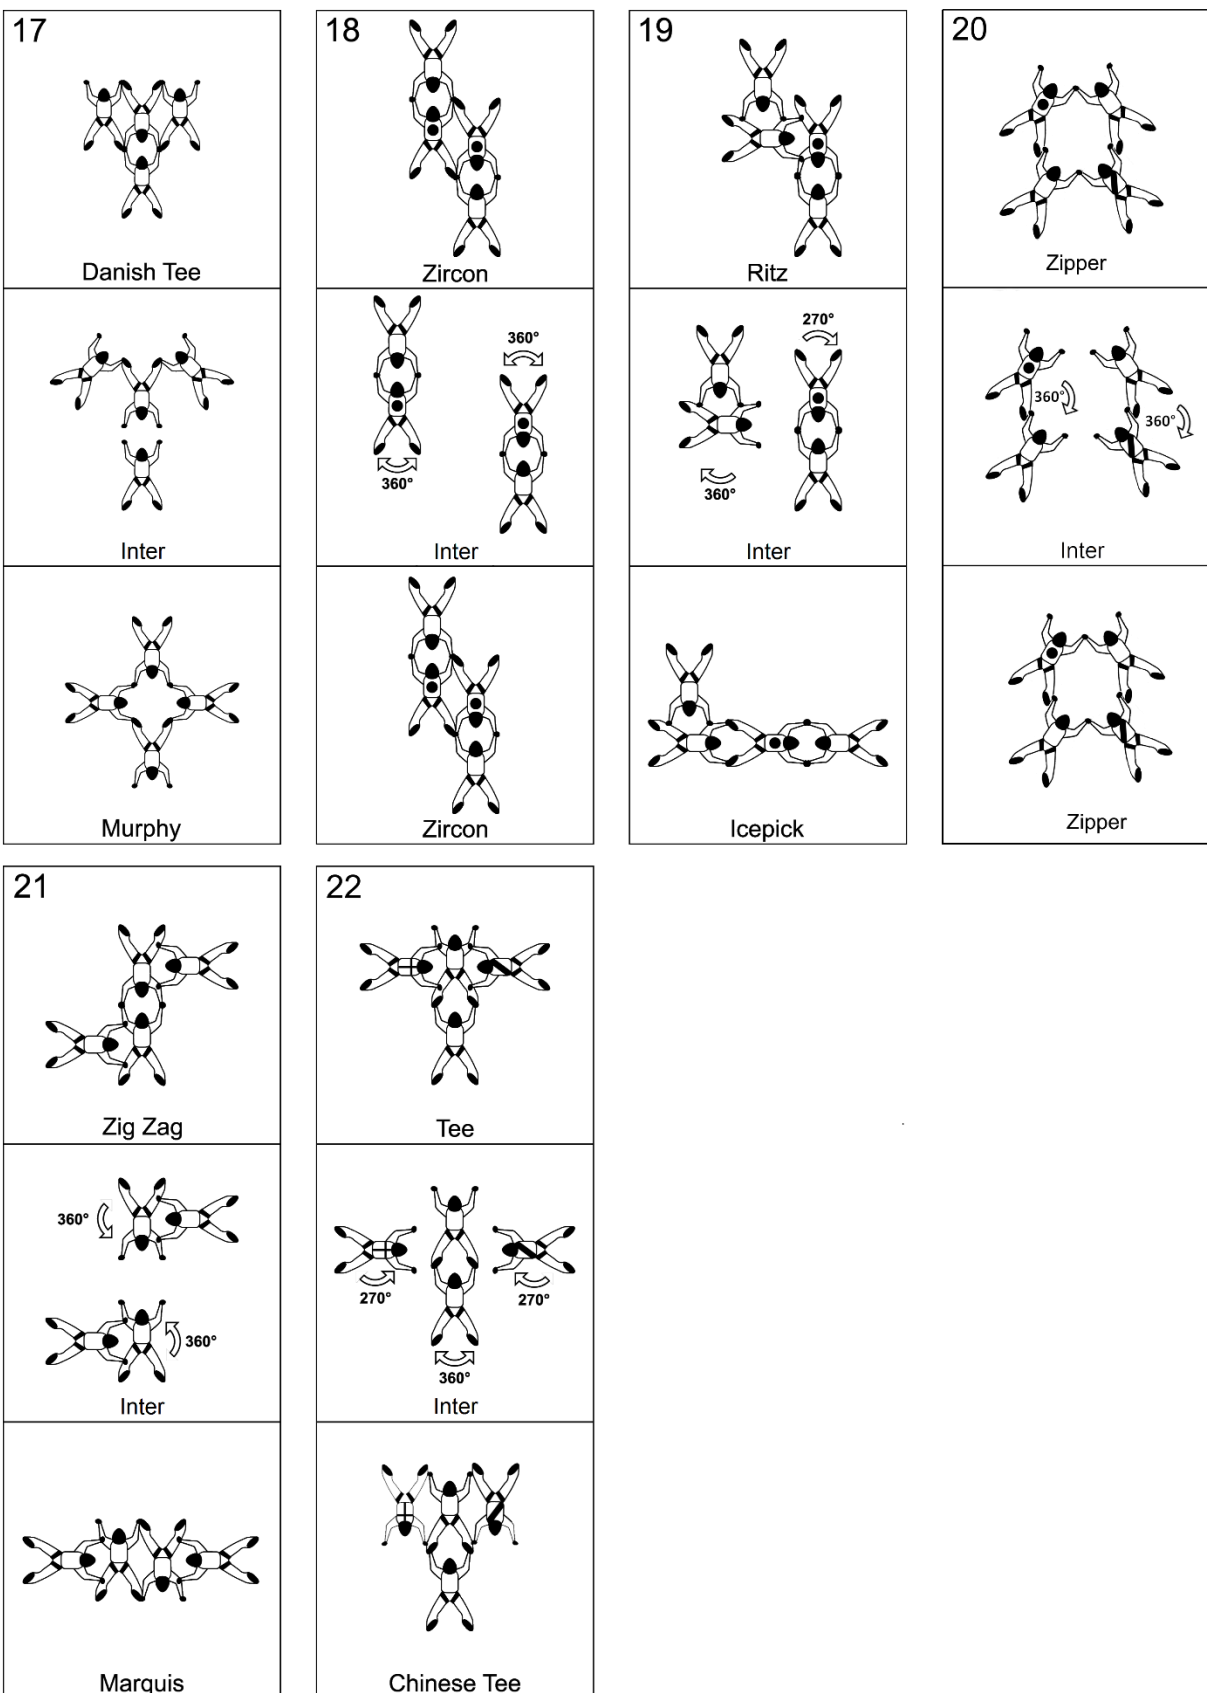 17
Danish Tee
Inter
Murphy
18
Zircon
360°
360°
Inter
Zircon
19
Ritz
270°
360°
Inter
Icepick
20
Zipper
360°
360°
Inter
Zipper
21
Zig Zag
360°
360°
Inter
Marquis
22
Tee
270°
270°
360°
Inter
Chinese Tee